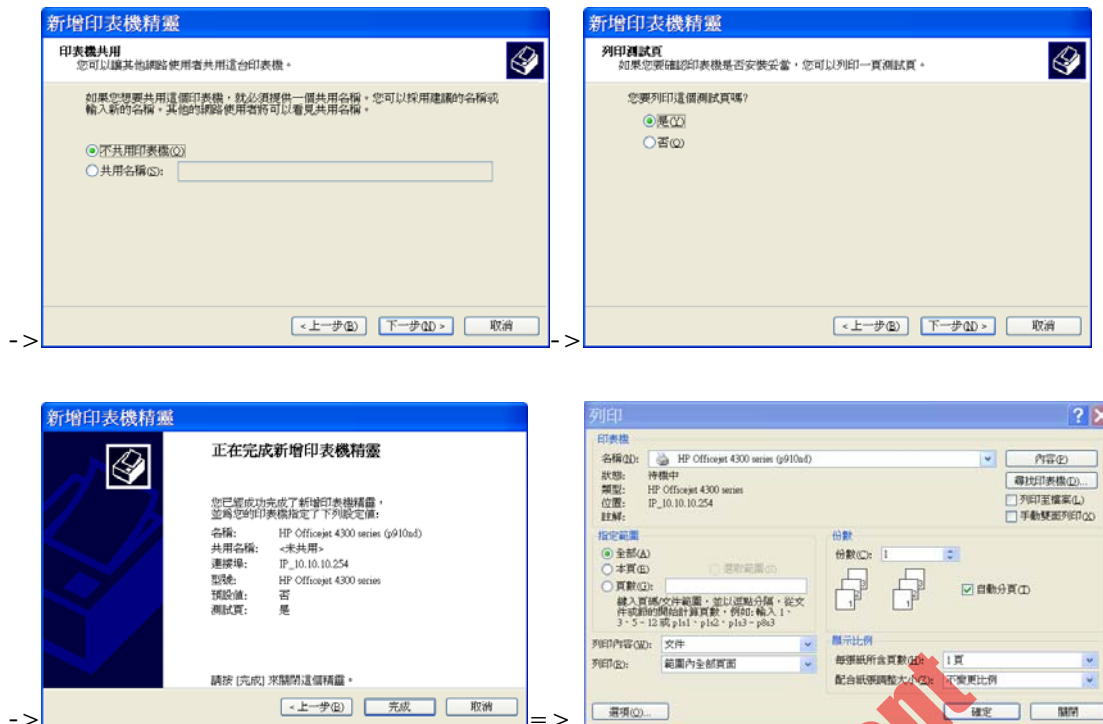 新增印表機精靈
印表機共用
您可以讓其他網路使用者共用這台印表機。
如果您想要共用這個印表機，就必須提供一個共用名稱。您可以採用建議的名稱或
輸入新的名稱。其他的網路使用者將可以看見共用名稱。
不共用印表機(O)
共用名稱(S):
<上一步(B)
下一步(N) >
取消
->
新增印表機精靈
列印測試頁
如果您要確認印表機是否安裝妥當，您可以列印一頁測試頁。
您要列印這個測試頁嗎?
是(Y)
否(O)
<上一步(B)
下一步(N) >
取消
->
新增印表機精靈
正在完成新增印表機精靈
您已經成功完成了新增印表機精靈，
並為您的印表機指定了下列設定值:
名稱: HP Officejet 4300 series (p910nd)
共用名稱: <未共用>
連接埠: IP_10.10.10.254
型號: HP Officejet 4300 series
預設值: 否
測試頁: 是
請按 [完成] 來關閉這個精靈。
<上一步(B)
完成
取消
->
=>
列印
印表機
名稱(N): HP Officejet 4300 series (p910nd)
內容(P)
狀態: 待機中
尋找印表機(D)...
類型: HP Officejet 4300 series
位置: IP_10.10.10.254
列印至檔案(L)
註解:
手動雙面列印(X)
指定範圍
全部(A)
本頁(E)
選取範圍(S)
頁數(G):
鍵入頁碼/文件範圍，並以逗點分隔，從文
件或節的開始計算頁數，例如: 輸入 1、
3、5–12 或 p1s1、p1s2、p1s3–p8s3
份數
份數(C): 1
自動分頁(T)
列印內容(W): 文件
列印(R): 範圍內全部頁面
顯示比例
每張紙所含頁數(H): 1 頁
配合紙張調整大小(Z): 不變更比例
選項(O)...
確定
關閉